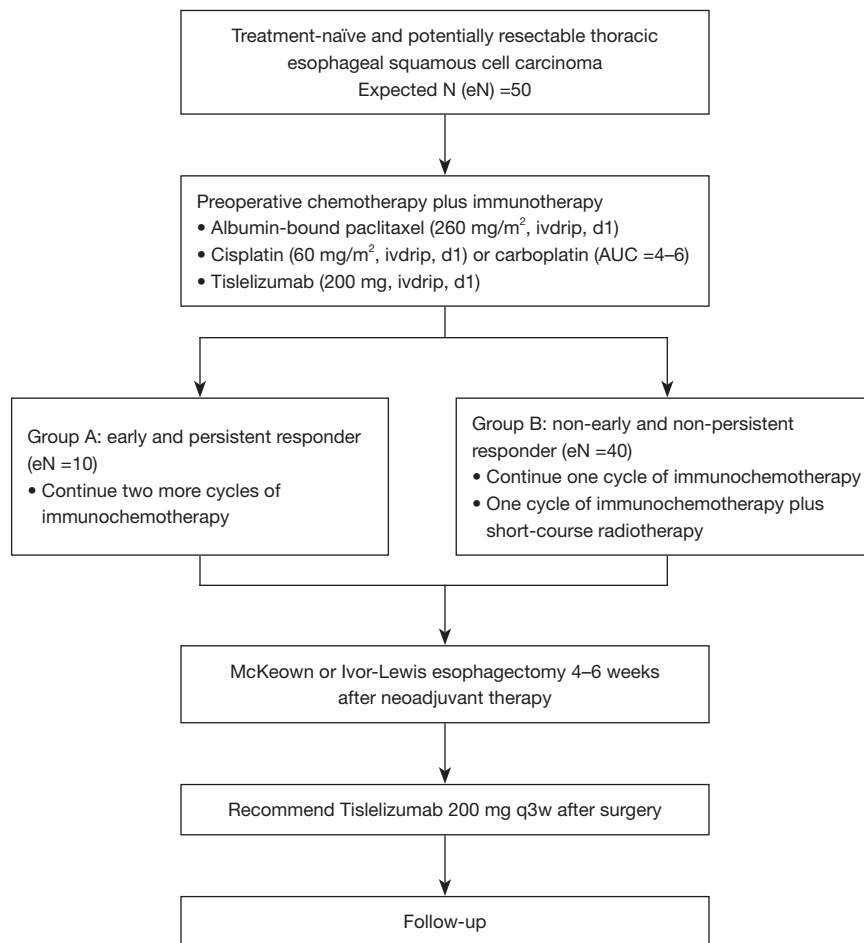 Treatment-naïve and potentially resectable thoracic
esophageal squamous cell carcinoma
Expected N (eN) =50
Preoperative chemotherapy plus immunotherapy
• Albumin-bound paclitaxel (260 mg/m², ivdrip, d1)
• Cisplatin (60 mg/m², ivdrip, d1) or carboplatin (AUC =4–6)
• Tislelizumab (200 mg, ivdrip, d1)
Group A: early and persistent responder
(eN =10)
• Continue two more cycles of
immunochemotherapy
Group B: non-early and non-persistent
responder (eN =40)
• Continue one cycle of immunochemotherapy
• One cycle of immunochemotherapy plus
short-course radiotherapy
McKeown or Ivor-Lewis esophagectomy 4–6 weeks
after neoadjuvant therapy
Recommend Tislelizumab 200 mg q3w after surgery
Follow-up